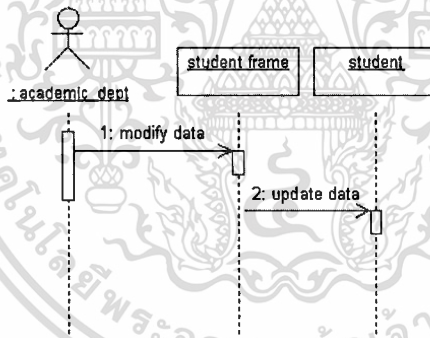 student frame
student
: academic_dept
1: modify data
2: update data